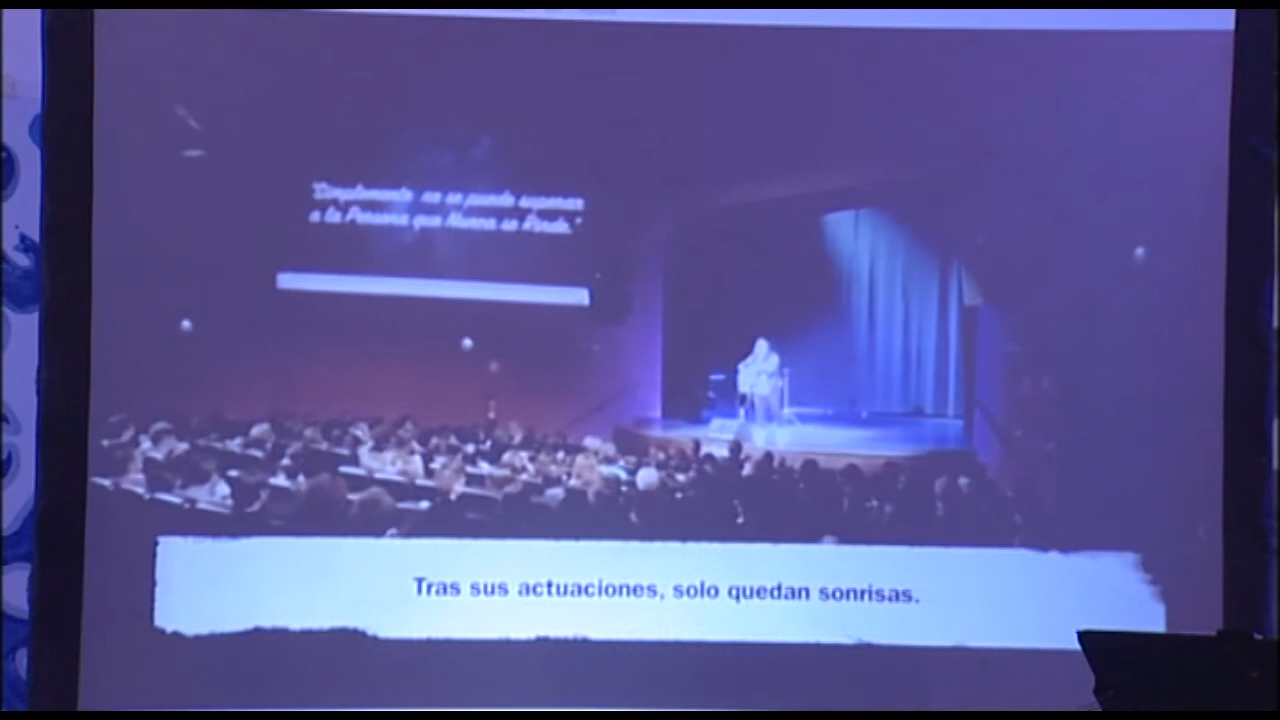 "Simplemente no se puede superar
a la Persona que Nunca se Rinde."
Tras sus actuaciones, solo quedan sonrisas.